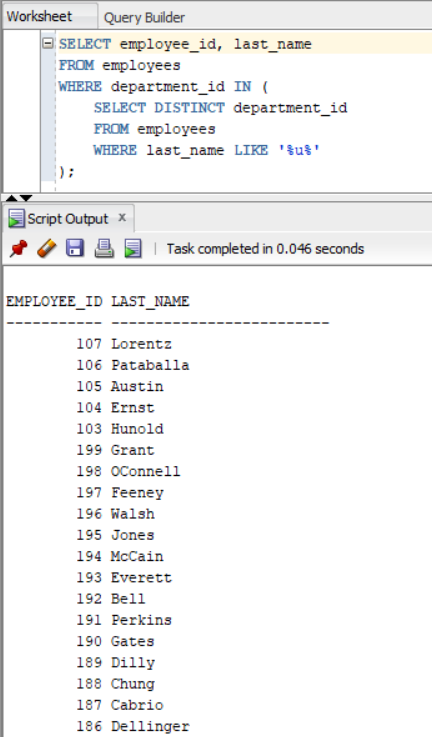 Worksheet Query Builder
SELECT employee_id, last_name
FROM employees
WHERE department_id IN (
SELECT DISTINCT department_id
FROM employees
WHERE last_name LIKE '%u%'
);
Script Output x
Task completed in 0.046 seconds
EMPLOYEE_ID LAST_NAME
----------- -------------------------
107 Lorentz
106 Pataballa
105 Austin
104 Ernst
103 Hunold
199 Grant
198 OConnell
197 Feeney
196 Walsh
195 Jones
194 McCain
193 Everett
192 Bell
191 Perkins
190 Gates
189 Dilly
188 Chung
187 Cabrio
186 Dellinger